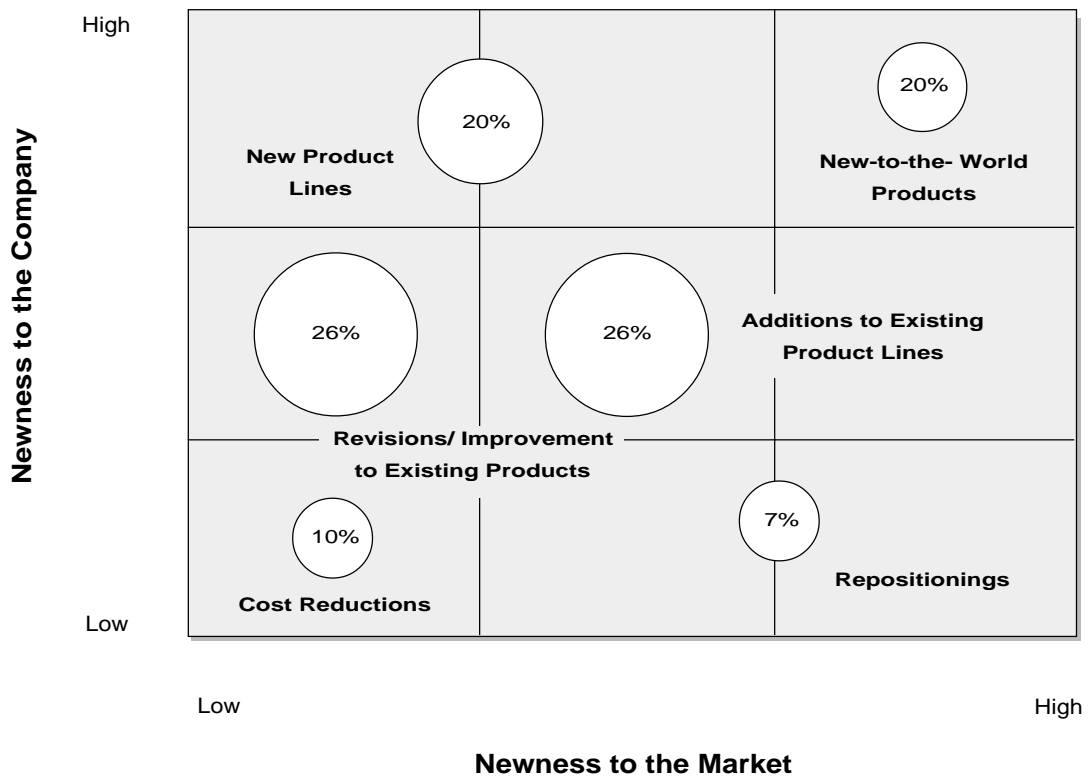 High
20%
20%
New Product
Lines
New-to-the- World
Products
Newness to the Company
26%
26%
Additions to Existing
Product Lines
Revisions/ Improvement
to Existing Products
10%
7%
Cost Reductions
Repositionings
Low
Low
High
Newness to the Market